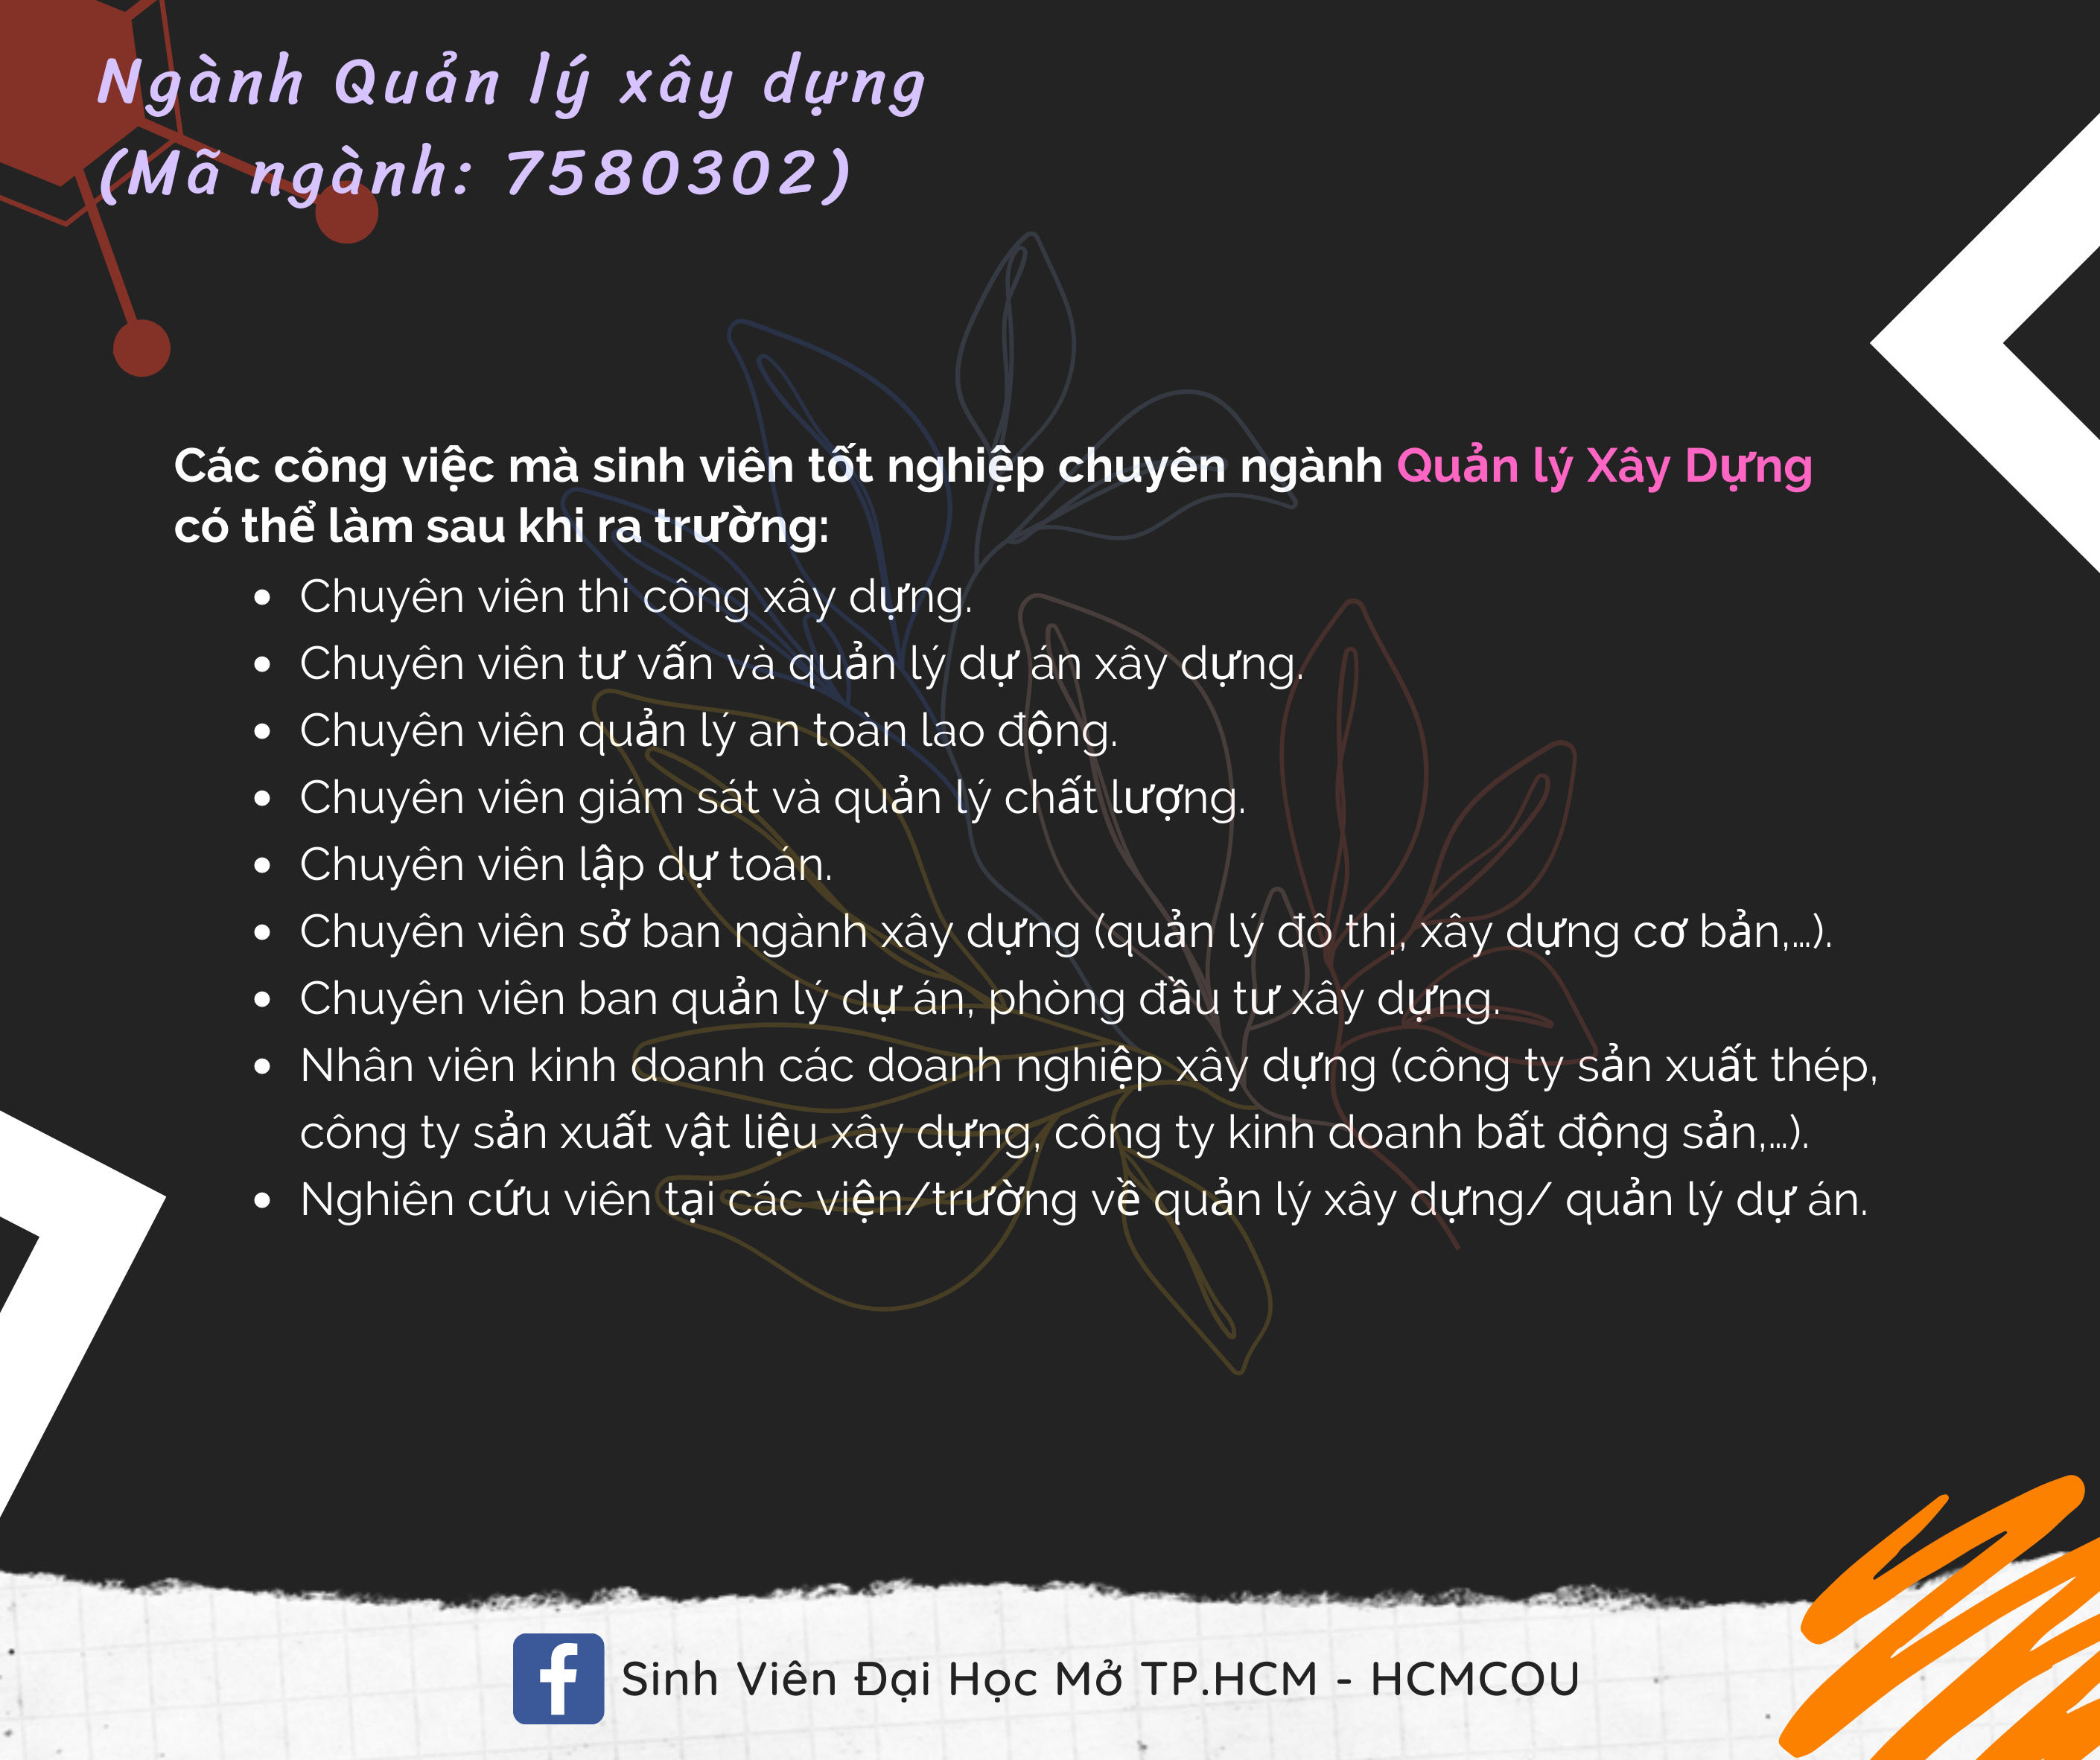 Ngành Quản lý xây dựng
(Mã ngành: 7580302)
Các công việc mà sinh viên tốt nghiệp chuyên ngành Quản lý Xây Dựng
có thể làm sau khi ra trường:
• Chuyên viên thi công xây dựng.
• Chuyên viên tư vấn và quản lý dự án xây dựng.
• Chuyên viên quản lý an toàn lao động.
• Chuyên viên giám sát và quản lý chất lượng.
• Chuyên viên lập dự toán.
• Chuyên viên sở ban ngành xây dựng (quản lý đô thị, xây dựng cơ bản,...).
• Chuyên viên ban quản lý dự án, phòng đầu tư xây dựng.
• Nhân viên kinh doanh các doanh nghiệp xây dựng (công ty sản xuất thép,
công ty sản xuất vật liệu xây dựng, công ty kinh doanh bất động sản,...).
• Nghiên cứu viên tại các viện/trường về quản lý xây dựng/ quản lý dự án.
f Sinh Viên Đại Học Mở TP.HCM - HCMCOU